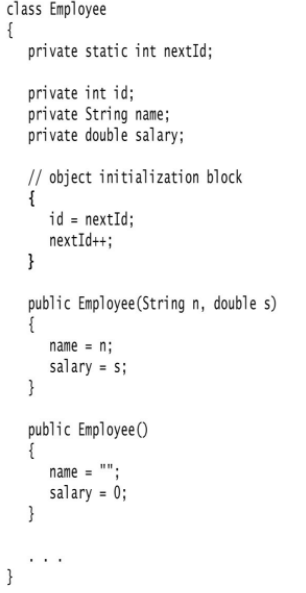 class Employee
{
private static int nextId;
private int id;
private String name;
private double salary;
// object initialization block
{
id = nextId;
nextId++;
}
public Employee(String n, double s)
{
name = n;
salary = s;
}
public Employee()
{
name = "";
salary = 0;
}
. . .
}